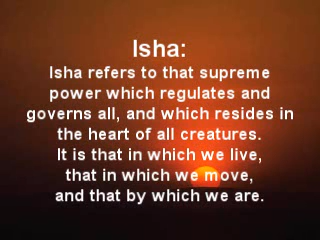 Isha:
Isha refers to that supreme
power which regulates and
governs all, and which resides in
the heart of all creatures.
It is that in which we live,
that in which we move,
and that by which we are.